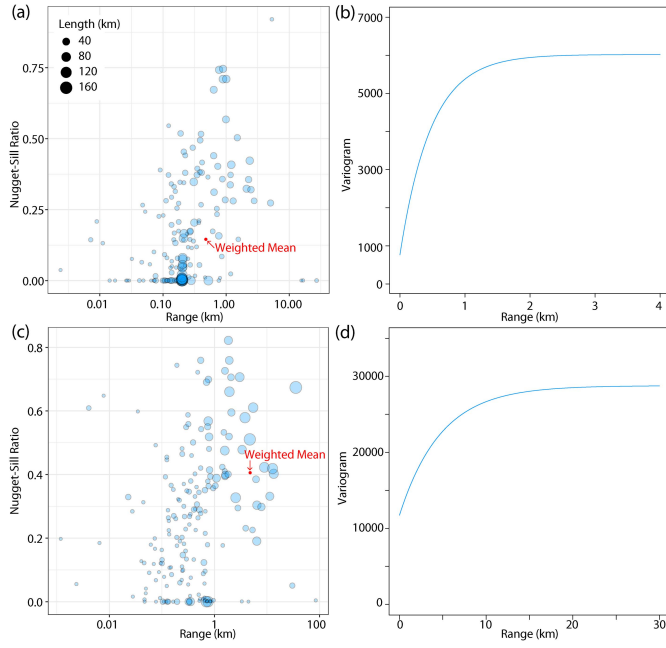 (a)
Length (km)
40
80
120
160
0.75
0.50
0.25
0.00
Nugget-Sill Ratio
Weighted Mean
0.01
0.10
1.00
10.00
Range (km)
(b)
7000
5000
3000
1000
0
Variogram
0
1
2
3
4
Range (km)
(c)
0.8
0.6
0.4
0.2
0.0
Nugget-Sill Ratio
Weighted Mean
0.01
1
100
Range (km)
(d)
30000
20000
10000
0
Variogram
0
10
20
30
Range (km)